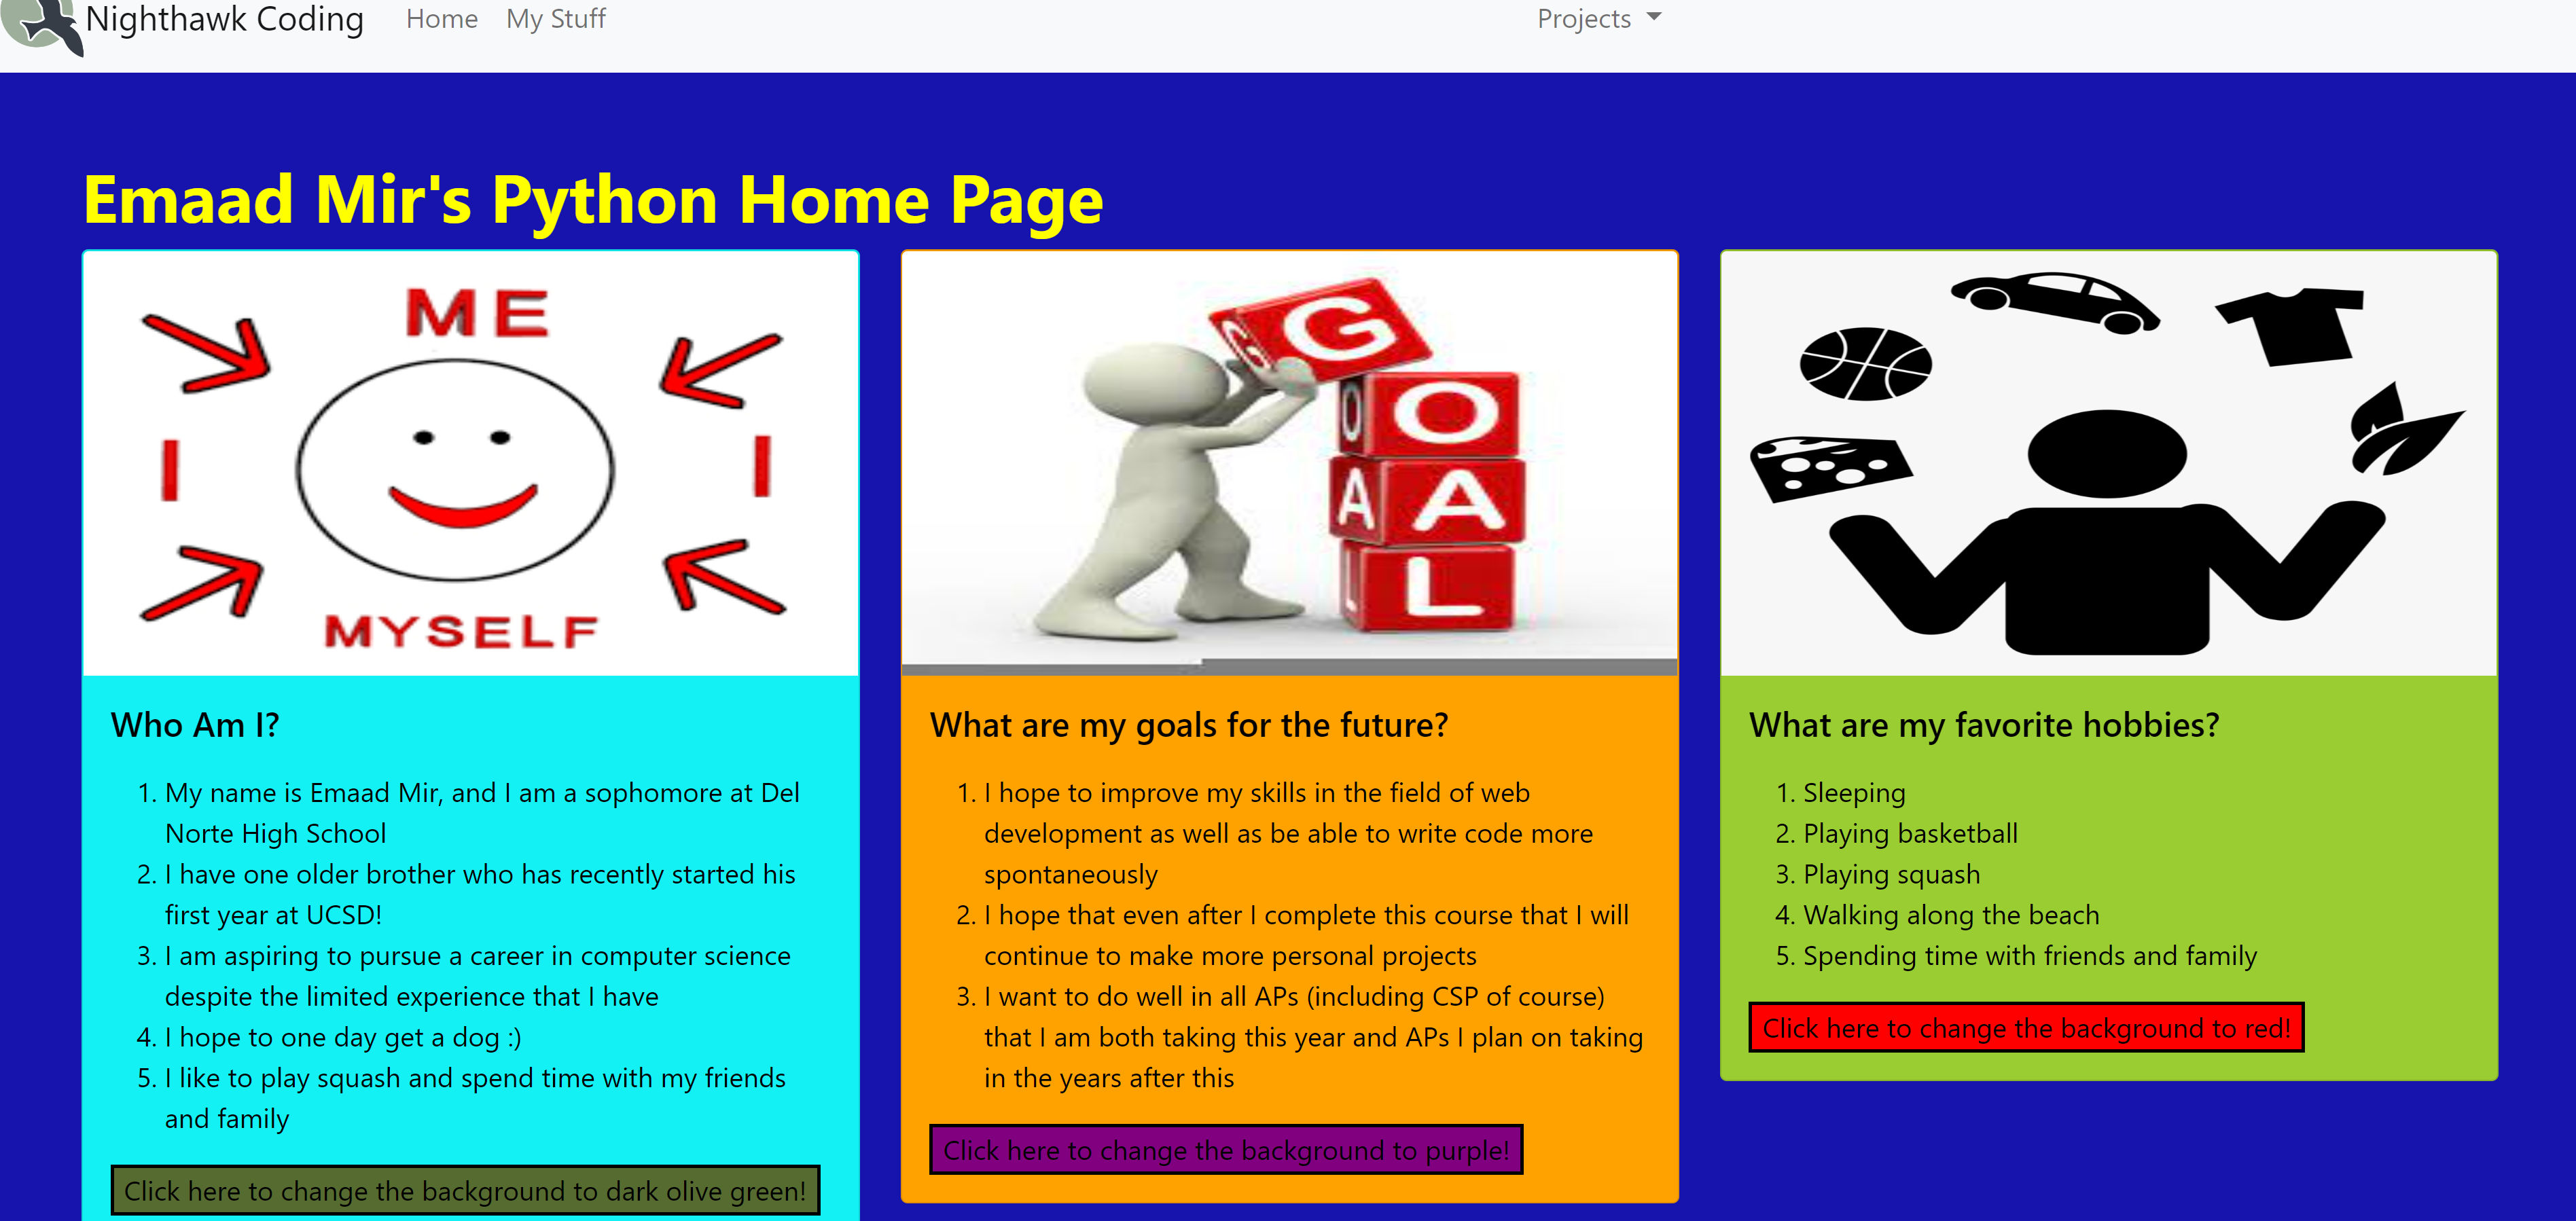 Nighthawk Coding Home My Stuff Projects
Emaad Mir's Python Home Page
ME
I I
MYSELF
G G
O O
A A
L L
Who Am I?
1. My name is Emaad Mir, and I am a sophomore at Del
Norte High School
2. I have one older brother who has recently started his
first year at UCSD!
3. I am aspiring to pursue a career in computer science
despite the limited experience that I have
4. I hope to one day get a dog :)
5. I like to play squash and spend time with my friends
and family
Click here to change the background to dark olive green!
What are my goals for the future?
1. I hope to improve my skills in the field of web
development as well as be able to write code more
spontaneously
2. I hope that even after I complete this course that I will
continue to make more personal projects
3. I want to do well in all APs (including CSP of course)
that I am both taking this year and APs I plan on taking
in the years after this
Click here to change the background to purple!
What are my favorite hobbies?
1. Sleeping
2. Playing basketball
3. Playing squash
4. Walking along the beach
5. Spending time with friends and family
Click here to change the background to red!